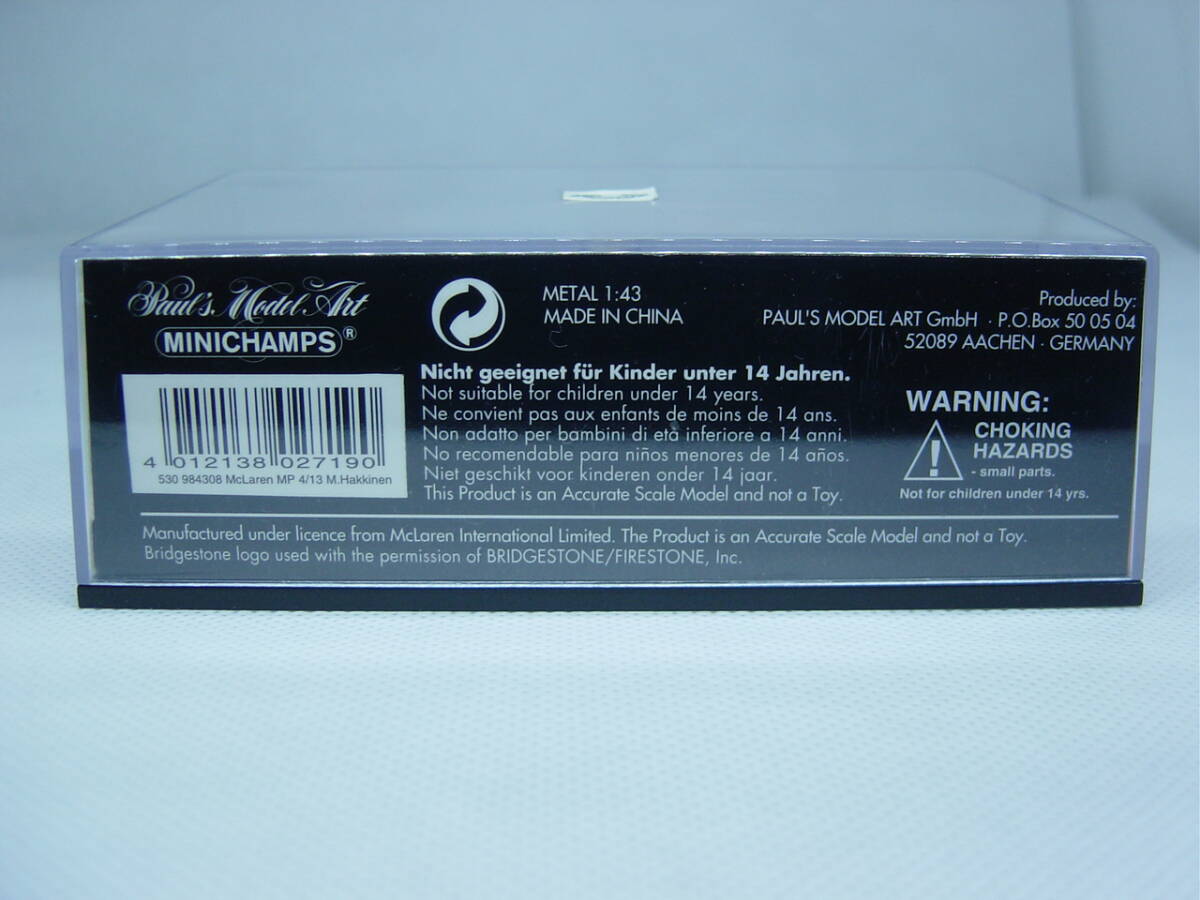 Paul's Model Art
MINICHAMPS®
4 012138 027190
530 984308 McLaren MP 4/13 M.Hakkinen
METAL 1:43
MADE IN CHINA
Produced by:
PAUL'S MODEL ART GmbH · P.O.Box 50 05 04
52089 AACHEN · GERMANY
Nicht geeignet für Kinder unter 14 Jahren.
Not suitable for children under 14 years.
Ne convient pas aux enfants de moins de 14 ans.
Non adatto per bambini di età inferiore a 14 anni.
No recomendable para niños menores de 14 años.
Niet geschikt voor kinderen onder 14 jaar.
This Product is an Accurate Scale Model and not a Toy.
WARNING:
CHOKING
HAZARDS
- small parts.
Not for children under 14 yrs.
Manufactured under licence from McLaren International Limited. The Product is an Accurate Scale Model and not a Toy.
Bridgestone logo used with the permission of BRIDGESTONE/FIRESTONE, Inc.